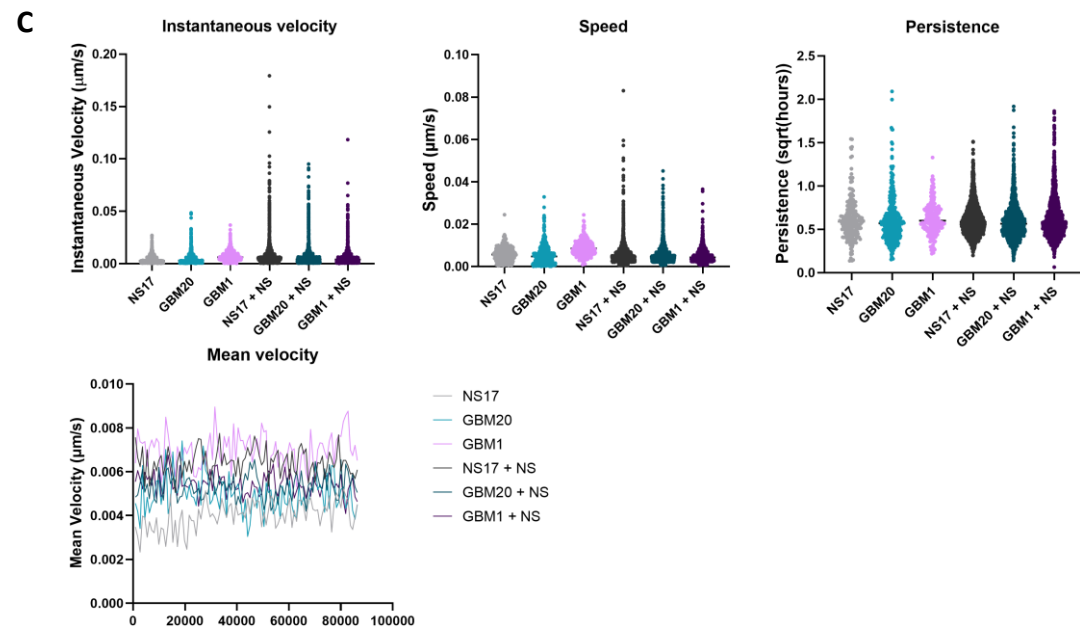 C
Instantaneous velocity
Instantaneous Velocity (μm/s)
0.20
0.15
0.10
0.05
0.00
NS17
GBM20
GBM1
NS17 + NS
GBM20 + NS
GBM1 + NS
Speed
Speed (μm/s)
0.10
0.08
0.06
0.04
0.02
0.00
NS17
GBM20
GBM1
NS17 + NS
GBM20 + NS
GBM1 + NS
Persistence
Persistence (sqrt(hours))
2.5
2.0
1.5
1.0
0.5
0.0
NS17
GBM20
GBM1
NS17 + NS
GBM20 + NS
GBM1 + NS
Mean velocity
Mean Velocity (μm/s)
0.010
0.008
0.006
0.004
0.002
0.000
0 20000 40000 60000 80000 100000
NS17
GBM20
GBM1
NS17 + NS
GBM20 + NS
GBM1 + NS